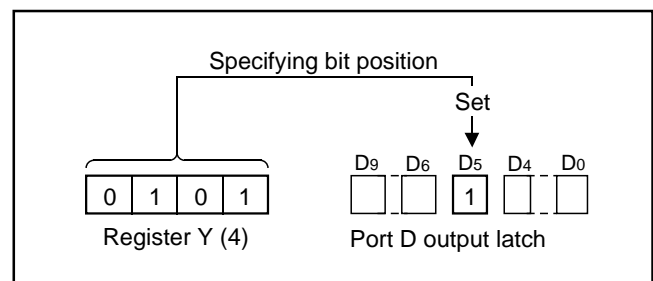 Specifying bit position
Set
D9 D6 D5 D4 D0
0 1 0 1 1
Register Y (4) Port D output latch